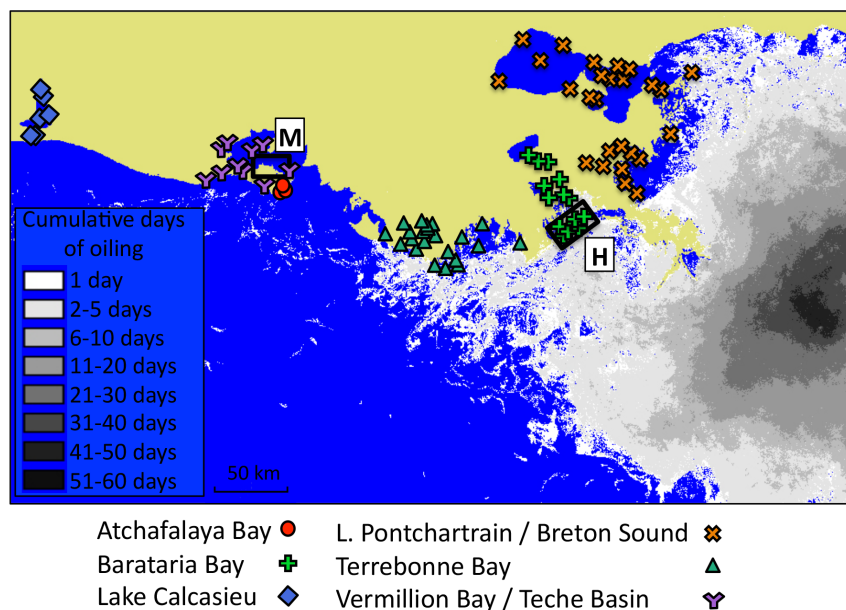 M
H
Cumulative days
of oiling
1 day
2-5 days
6-10 days
11-20 days
21-30 days
31-40 days
41-50 days
51-60 days
50 km
Atchafalaya Bay
L. Pontchartrain / Breton Sound
Barataria Bay
Terrebonne Bay
Lake Calcasieu
Vermillion Bay / Teche Basin